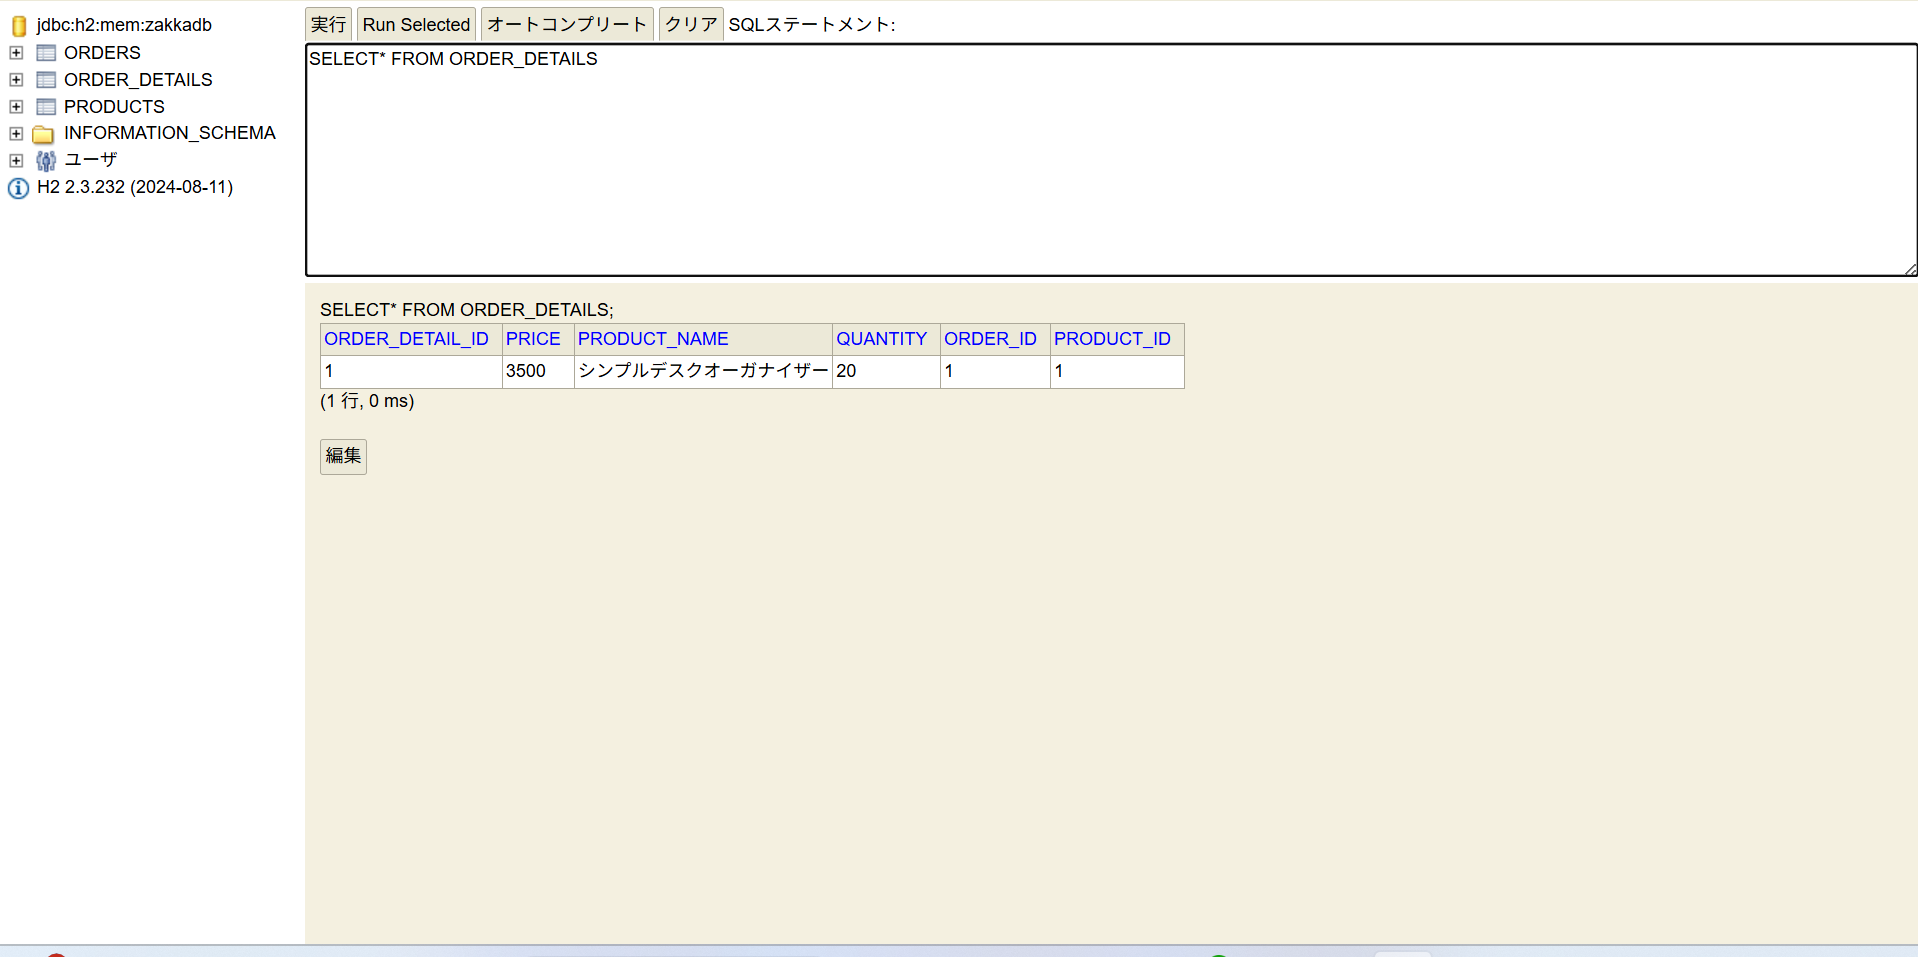 jdbc:h2:mem:zakkadb
ORDERS
ORDER_DETAILS
PRODUCTS
INFORMATION_SCHEMA
ユーザ
H2 2.3.232 (2024-08-11)
実行 Run Selected オートコンプリート クリア SQLステートメント:
SELECT* FROM ORDER_DETAILS
SELECT* FROM ORDER_DETAILS;
ORDER_DETAIL_ID PRICE PRODUCT_NAME QUANTITY ORDER_ID PRODUCT_ID
1 3500 シンプルデスクオーガナイザー 20 1 1
(1 行, 0 ms)
編集